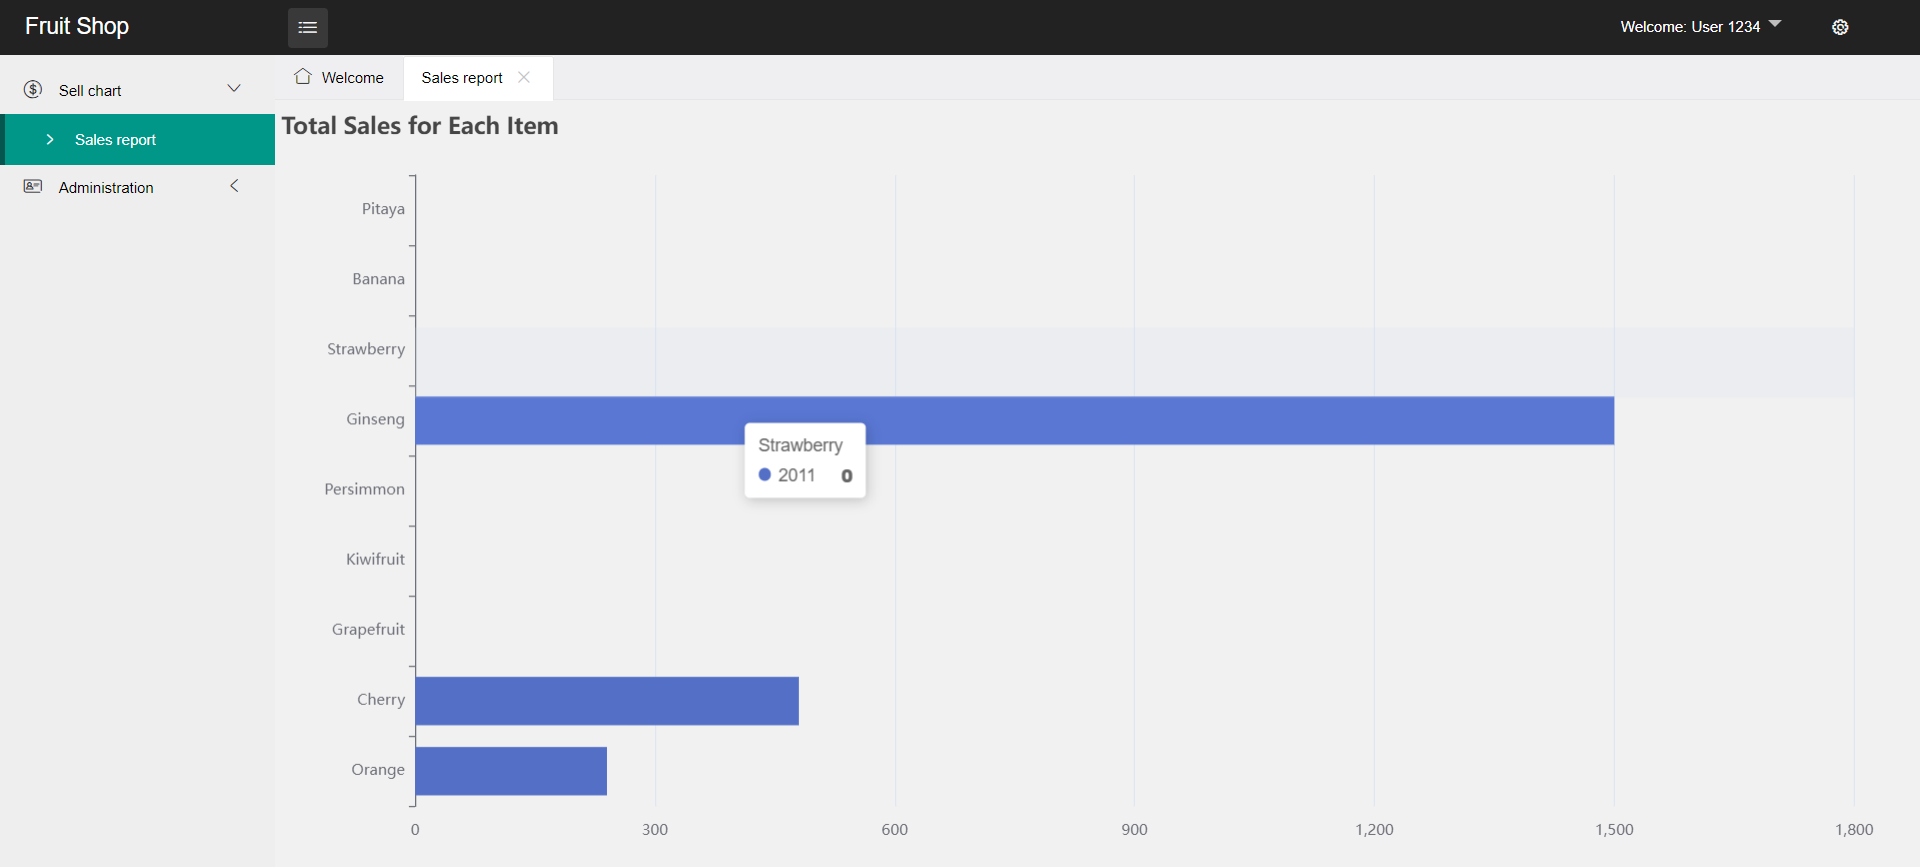 Fruit Shop
Welcome: User 1234
Sell chart
Sales report
Administration
Welcome
Sales report
Total Sales for Each Item
Pitaya
Banana
Strawberry
Ginseng
Persimmon
Kiwifruit
Grapefruit
Cherry
Orange
Strawberry
2011 0
0 300 600 900 1,200 1,500 1,800